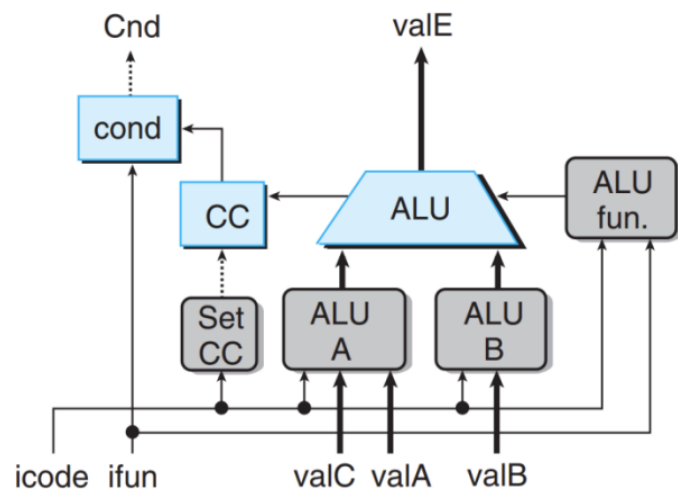 Cnd
valE
cond
ALU
fun.
CC
ALU
Set
CC
ALU
A
ALU
B
icode
ifun
valC
valA
valB